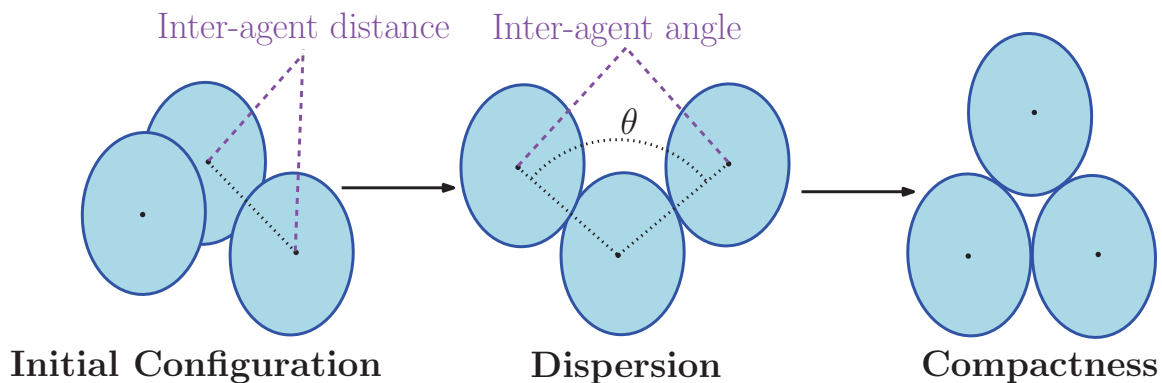 Inter-agent distance
Inter-agent angle
θ
Initial Configuration
Dispersion
Compactness